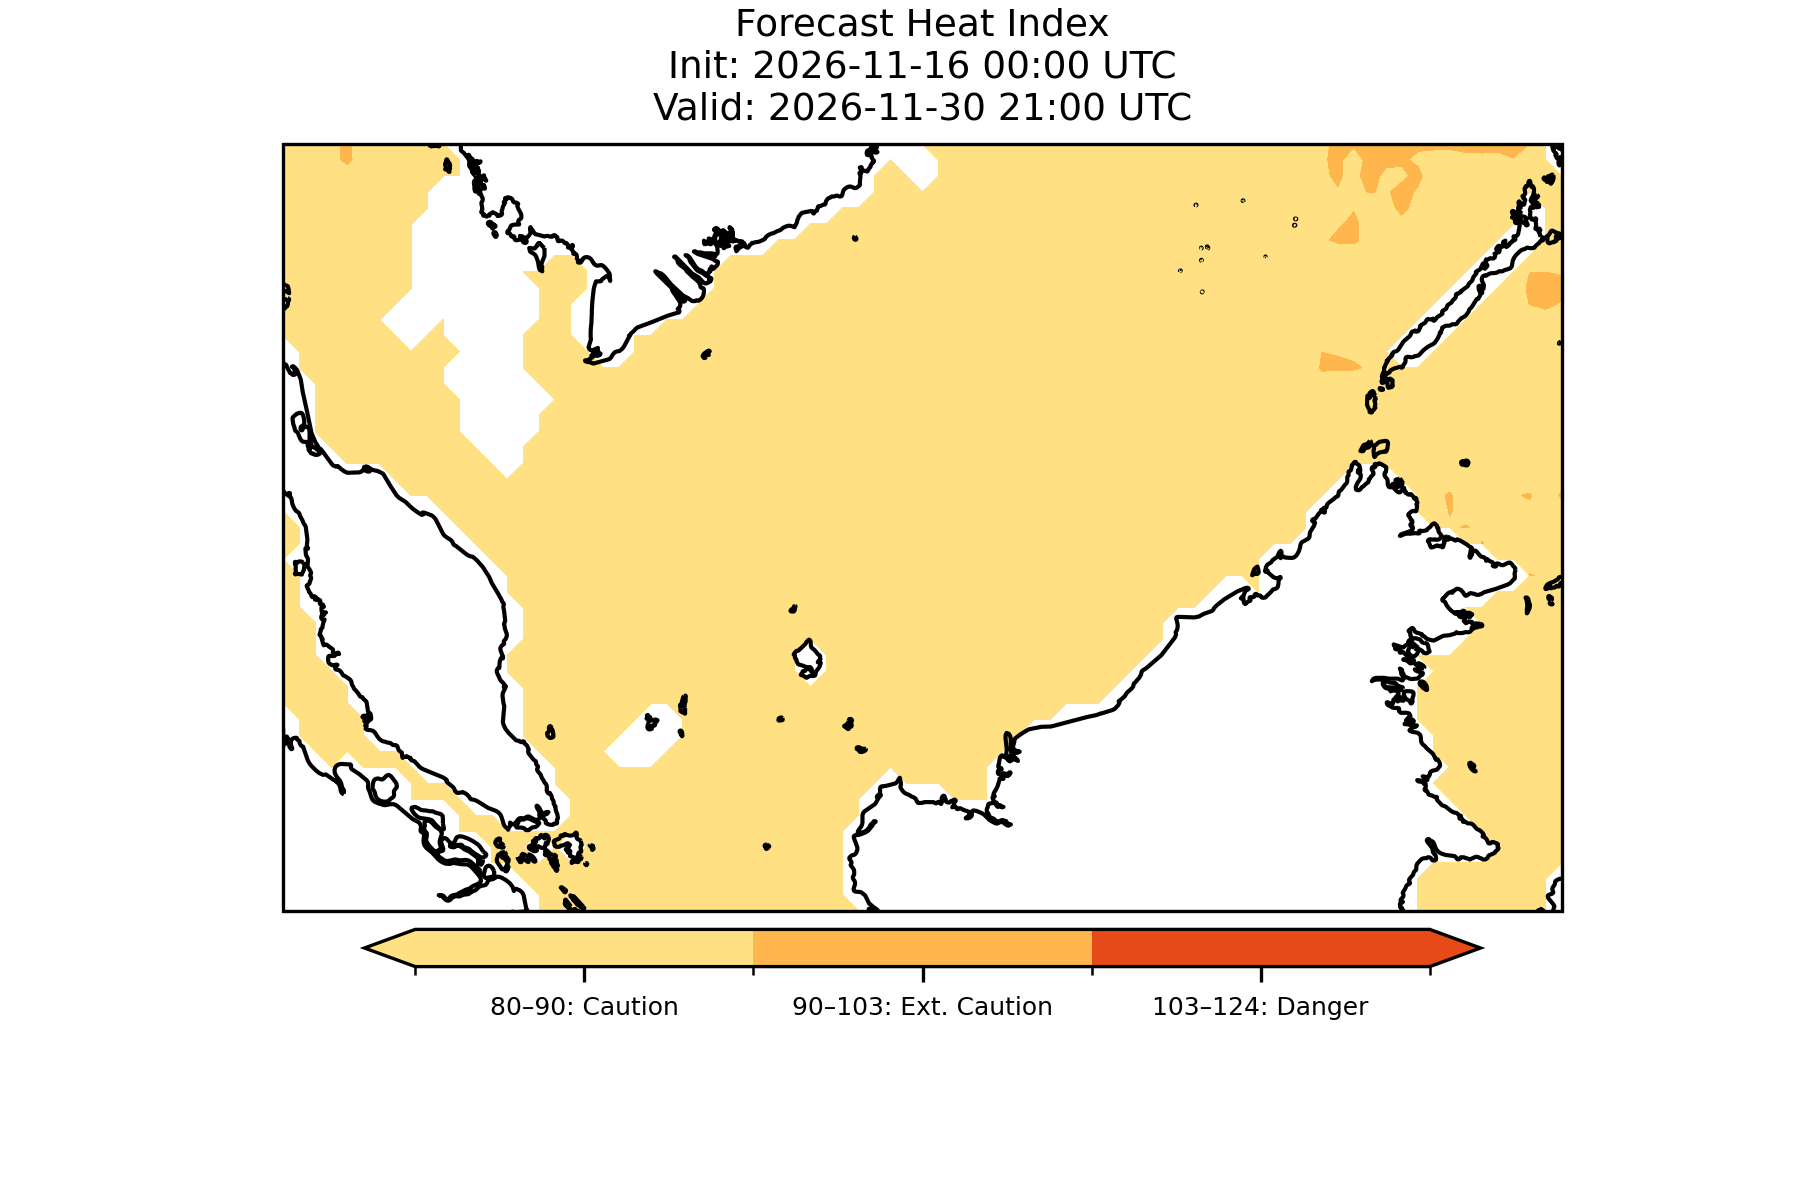 Forecast Heat Index
Init: 2026-11-16 00:00 UTC
Valid: 2026-11-30 21:00 UTC
80–90: Caution
90–103: Ext. Caution
103–124: Danger